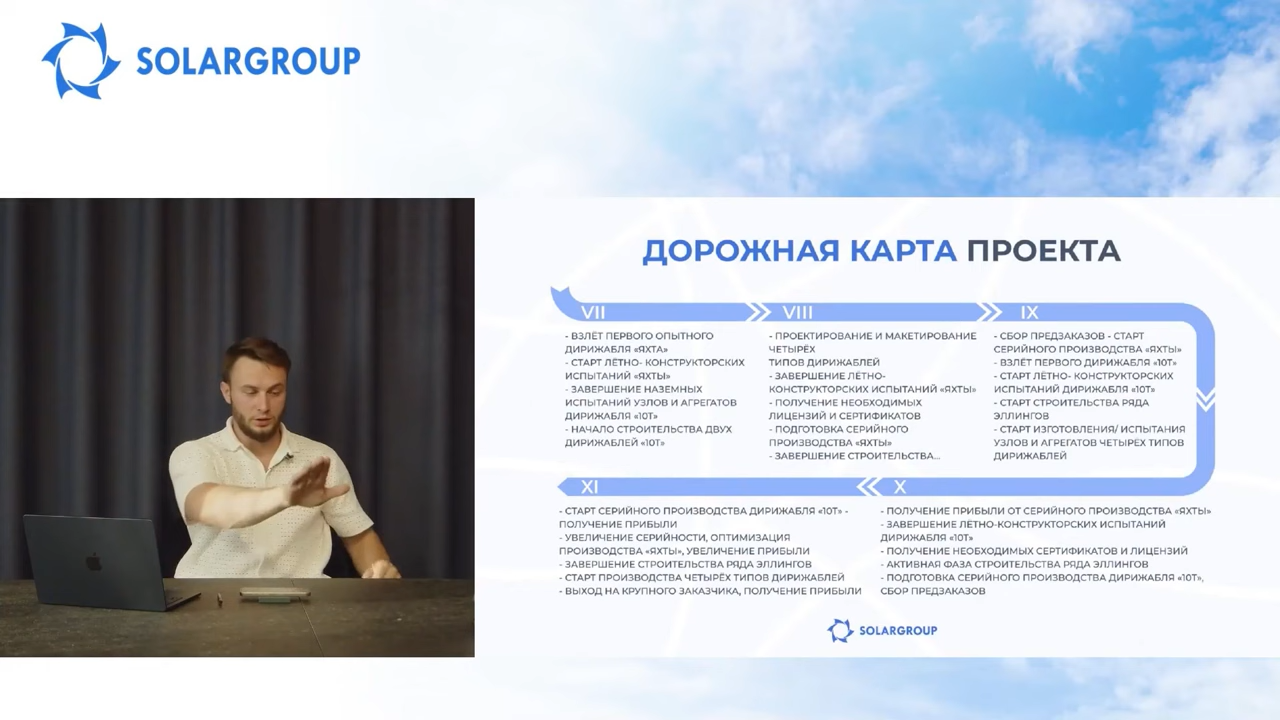 SOLARGROUP
ДОРОЖНАЯ КАРТА ПРОЕКТА
VII
- ВЗЛЁТ ПЕРВОГО ОПЫТНОГО
ДИРИЖАБЛЯ «ЯХТА»
- СТАРТ ЛЁТНО- КОНСТРУКТОРСКИХ
ИСПЫТАНИЙ «ЯХТЫ»
- ЗАВЕРШЕНИЕ НАЗЕМНЫХ
ИСПЫТАНИЙ УЗЛОВ И АГРЕГАТОВ
ДИРИЖАБЛЯ «10Т»
- НАЧАЛО СТРОИТЕЛЬСТВА ДВУХ
ДИРИЖАБЛЕЙ «10Т»
VIII
- ПРОЕКТИРОВАНИЕ И МАКЕТИРОВАНИЕ
ЧЕТЫРЁХ
ТИПОВ ДИРИЖАБЛЕЙ
- ЗАВЕРШЕНИЕ ЛЁТНО-
КОНСТРУКТОРСКИХ ИСПЫТАНИЙ «ЯХТЫ»
- ПОЛУЧЕНИЕ НЕОБХОДИМЫХ
ЛИЦЕНЗИЙ И СЕРТИФИКАТОВ
- ПОДГОТОВКА СЕРИЙНОГО
ПРОИЗВОДСТВА «ЯХТЫ»
- ЗАВЕРШЕНИЕ СТРОИТЕЛЬСТВА...
IX
- СБОР ПРЕДЗАКАЗОВ - СТАРТ
СЕРИЙНОГО ПРОИЗВОДСТВА «ЯХТЫ»
- ВЗЛЁТ ПЕРВОГО ДИРИЖАБЛЯ «10Т»
- СТАРТ ЛЁТНО- КОНСТРУКТОРСКИХ
ИСПЫТАНИЙ ДИРИЖАБЛЯ «10Т»
- СТАРТ СТРОИТЕЛЬСТВА РЯДА
ЭЛЛИНГОВ
- СТАРТ ИЗГОТОВЛЕНИЯ/ ИСПЫТАНИЯ
УЗЛОВ И АГРЕГАТОВ ЧЕТЫРЕХ ТИПОВ
ДИРИЖАБЛЕЙ
X
- ПОЛУЧЕНИЕ ПРИБЫЛИ ОТ СЕРИЙНОГО ПРОИЗВОДСТВА «ЯХТЫ»
- ЗАВЕРШЕНИЕ ЛЁТНО-КОНСТРУКТОРСКИХ ИСПЫТАНИЙ
ДИРИЖАБЛЯ «10Т»
- ПОЛУЧЕНИЕ НЕОБХОДИМЫХ СЕРТИФИКАТОВ И ЛИЦЕНЗИЙ
- АКТИВНАЯ ФАЗА СТРОИТЕЛЬСТВА РЯДА ЭЛЛИНГОВ
- ПОДГОТОВКА СЕРИЙНОГО ПРОИЗВОДСТВА ДИРИЖАБЛЯ «10Т»,
СБОР ПРЕДЗАКАЗОВ
XI
- СТАРТ СЕРИЙНОГО ПРОИЗВОДСТВА ДИРИЖАБЛЯ «10Т» -
ПОЛУЧЕНИЕ ПРИБЫЛИ
- УВЕЛИЧЕНИЕ СЕРИЙНОСТИ, ОПТИМИЗАЦИЯ
ПРОИЗВОДСТВА «ЯХТЫ», УВЕЛИЧЕНИЕ ПРИБЫЛИ
- ЗАВЕРШЕНИЕ СТРОИТЕЛЬСТВА РЯДА ЭЛЛИНГОВ
- СТАРТ ПРОИЗВОДСТВА ЧЕТЫРЁХ ТИПОВ ДИРИЖАБЛЕЙ
- ВЫХОД НА КРУПНОГО ЗАКАЗЧИКА, ПОЛУЧЕНИЕ ПРИБЫЛИ
SOLARGROUP